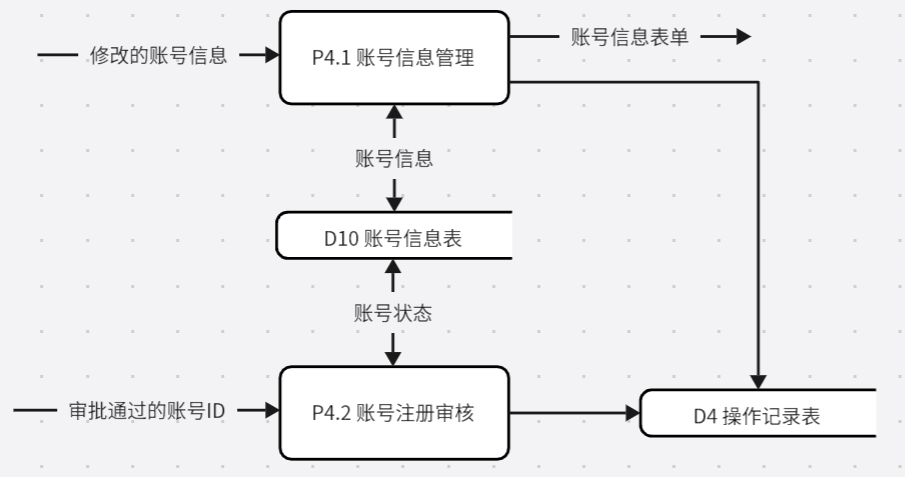 修改的账号信息
P4.1 账号信息管理
账号信息表单
账号信息
D10 账号信息表
账号状态
审批通过的账号ID
P4.2 账号注册审核
D4 操作记录表